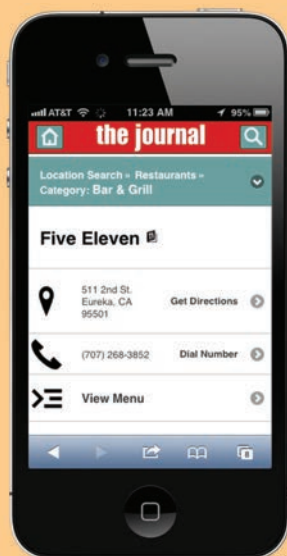 AT&T 11:23 AM 95%
the journal
Location Search » Restaurants »
Category: Bar & Grill
Five Eleven
511 2nd St. Get Directions
Eureka, CA
95501
(707) 268-3852 Dial Number
View Menu